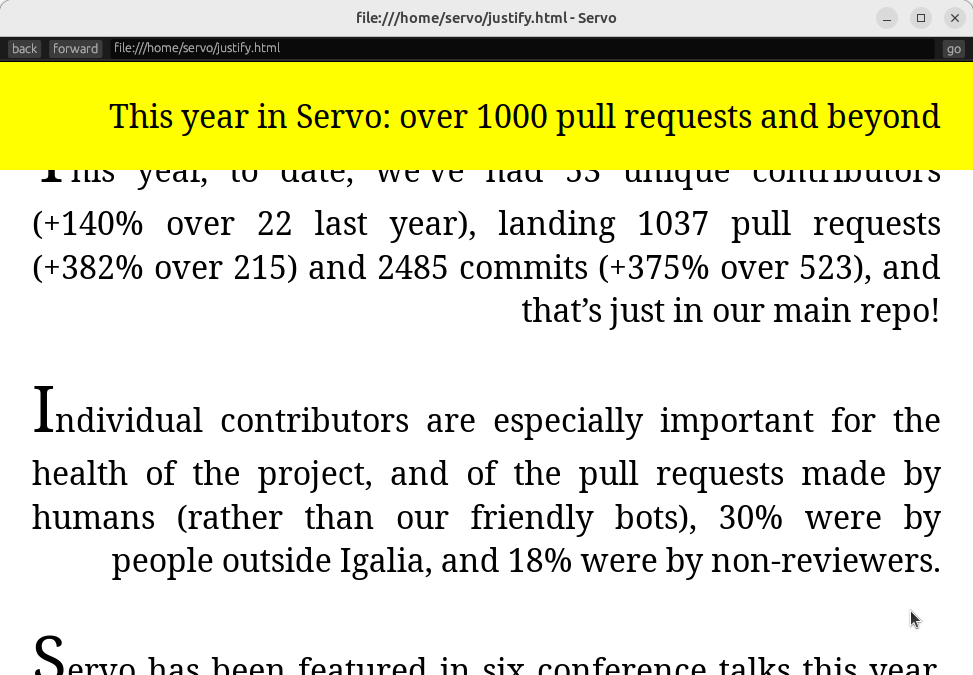 file:///home/servo/justify.html - Servo
back forward file:///home/servo/justify.html go
This year in Servo: over 1000 pull requests and beyond
This year, to date, we've had 53 unique contributors
(+140% over 22 last year), landing 1037 pull requests
(+382% over 215) and 2485 commits (+375% over 523), and
that’s just in our main repo!
Individual contributors are especially important for the
health of the project, and of the pull requests made by
humans (rather than our friendly bots), 30% were by
people outside Igalia, and 18% were by non-reviewers.
Servo has been featured in six conference talks this year,